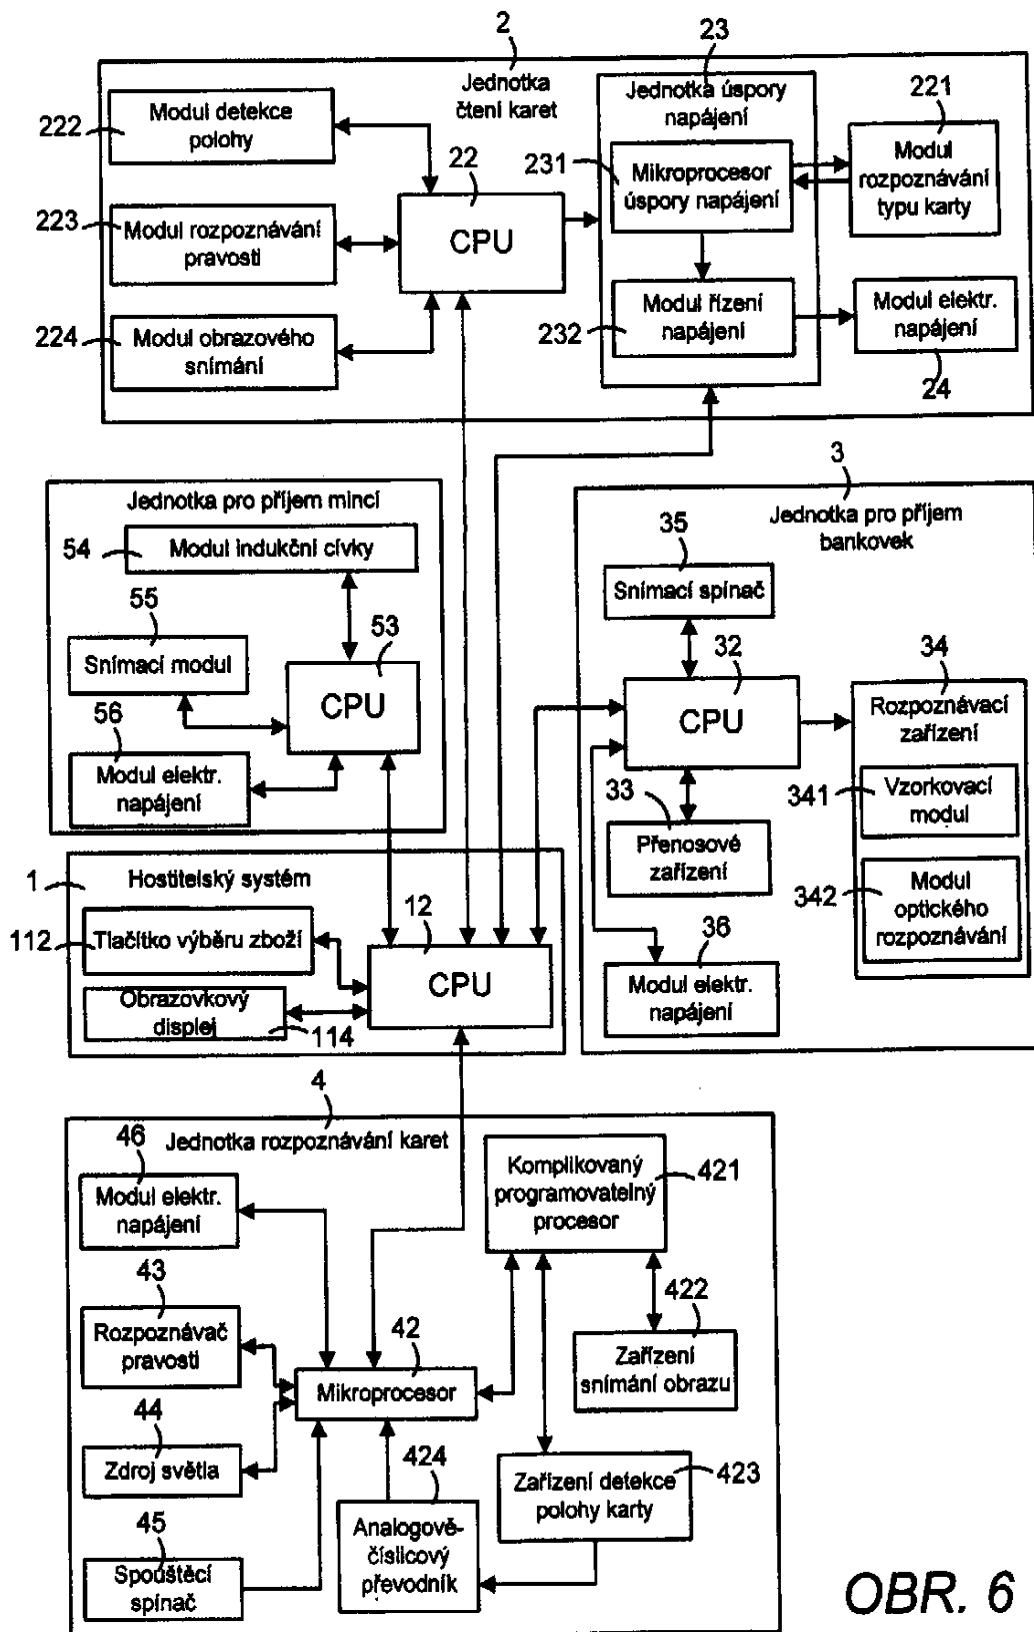 2
23
Jednotka
čtení karet
Jednotka úspory
napájení
221
222
Modul detekce
polohy
22
231
Mikroprocesor
úspory napájení
Modul
rozpoznávání
typu karty
223
Modul rozpoznávání
pravosti
CPU
224
Modul obrazového
snímání
232
Modul řízení
napájení
Modul elektr.
napájení
24
3
Jednotka pro příjem mincí
54
Modul indukční cívky
55
Snímací modul
53
CPU
56
Modul elektr.
napájení
Jednotka pro příjem
bankovek
35
Snímací spínač
32
CPU
34
Rozpoznávací
zařízení
33
Přenosové
zařízení
341
Vzorkovací
modul
342
Modul
optického
rozpoznávání
36
Modul elektr.
napájení
1
Hostitelský systém
12
112
Tlačítko výběru zboží
CPU
Obrazovkový
displej
114
4
Jednotka rozpoznávání karet
46
Modul elektr.
napájení
Komplikovaný
programovatelný
procesor
421
43
Rozpoznávač
pravosti
422
Zařízení
snímání obrazu
42
Mikroprocesor
44
Zdroj světla
424
Analogově-
číslicový
převodník
Zařízení detekce
polohy karty
423
45
Spouštěcí
spínač
OBR. 6